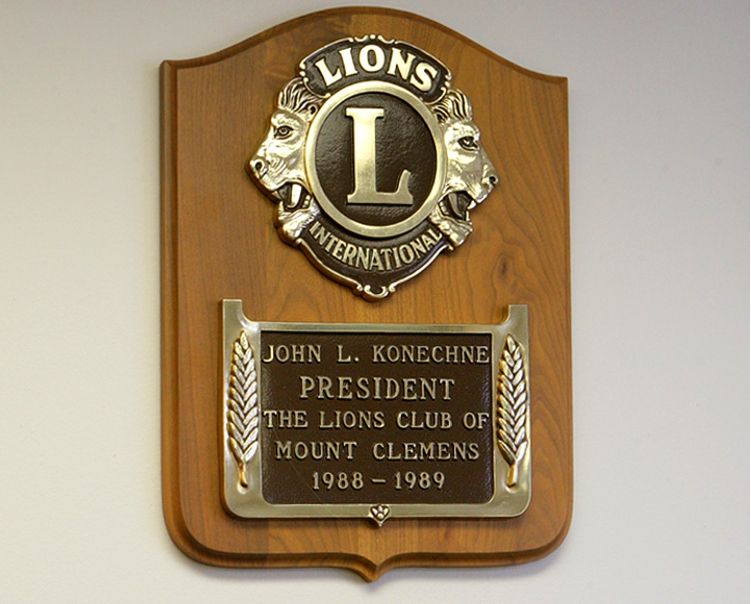 LIONS
L
INTERNATIONAL
JOHN L. KONECHNE
PRESIDENT
THE LIONS CLUB OF
MOUNT CLEMENS
1988 – 1989